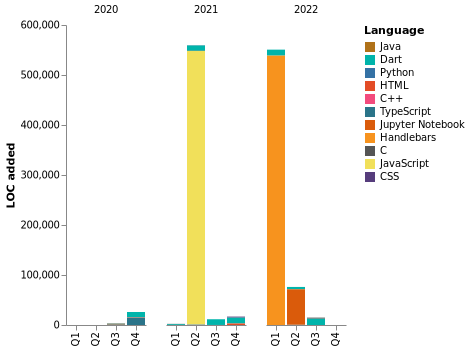 2020 2021 2022
600,000
500,000
400,000
300,000
200,000
100,000
0
LOC added
Q1 Q2 Q3 Q4 Q1 Q2 Q3 Q4 Q1 Q2 Q3 Q4
Language
Java
Dart
Python
HTML
C++
TypeScript
Jupyter Notebook
Handlebars
C
JavaScript
CSS